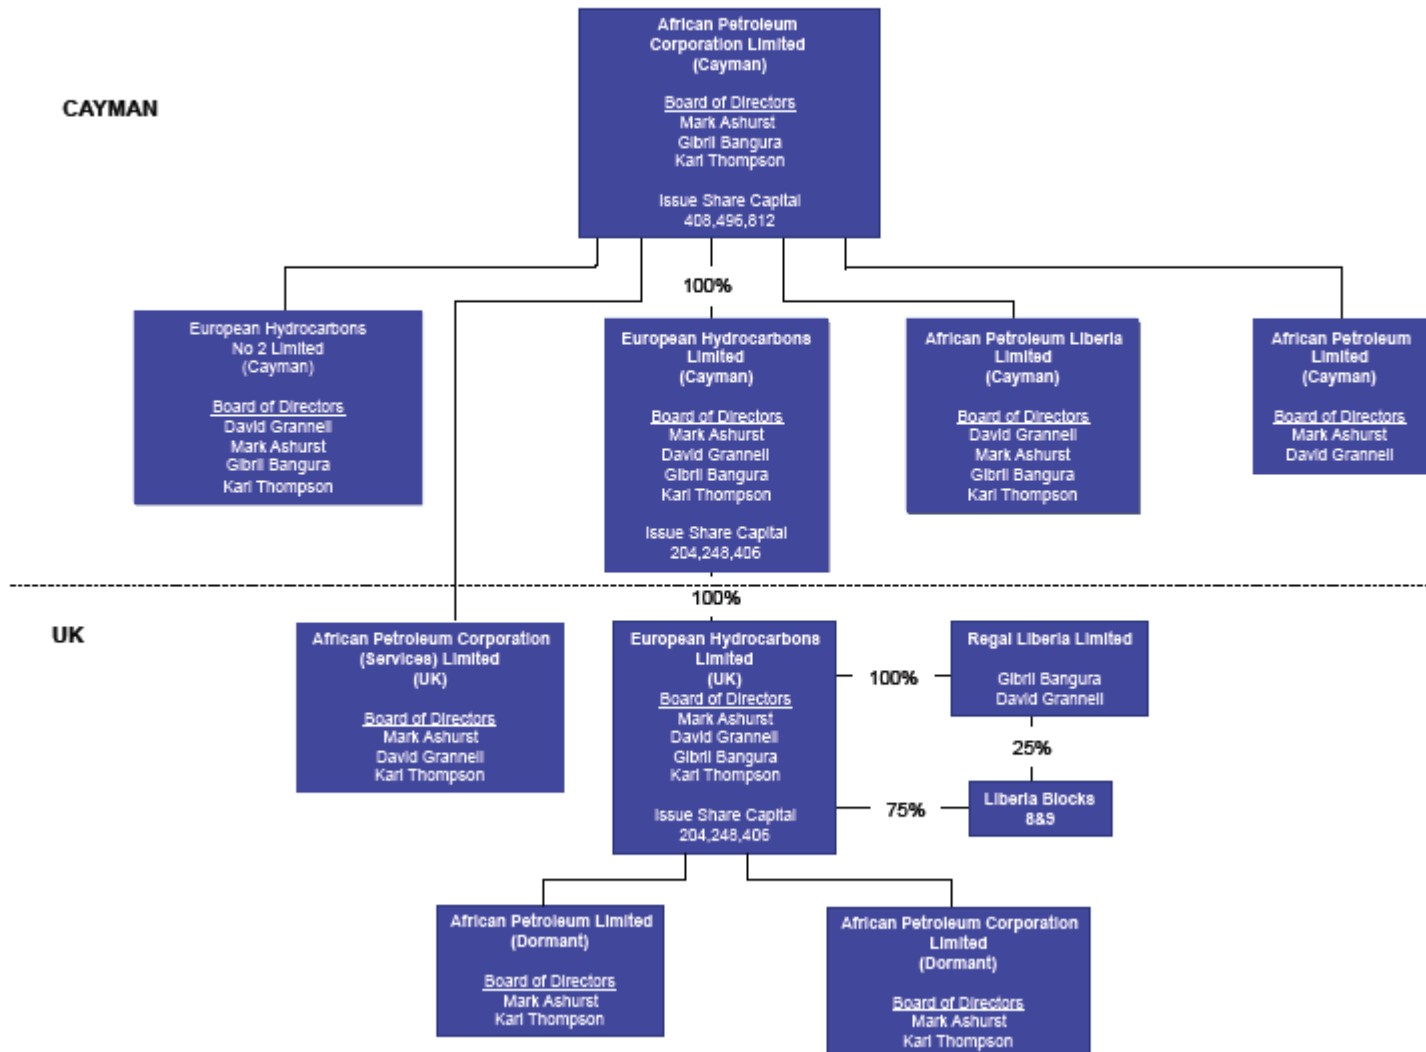 African Petroleum
Corporation Limited
(Cayman)
Board of Directors
Mark Ashurst
Gibril Bangura
Karl Thompson
Issue Share Capital
408,496,812
CAYMAN
100%
European Hydrocarbons
No 2 Limited
(Cayman)
Board of Directors
David Grannell
Mark Ashurst
Gibril Bangura
Karl Thompson
European Hydrocarbons
Limited
(Cayman)
Board of Directors
Mark Ashurst
David Grannell
Gibril Bangura
Karl Thompson
Issue Share Capital
204,248,406
African Petroleum Liberia
Limited
(Cayman)
Board of Directors
David Grannell
Mark Ashurst
Gibril Bangura
Karl Thompson
African Petroleum
Limited
(Cayman)
Board of Directors
Mark Ashurst
David Grannell
100%
UK
African Petroleum Corporation
(Services) Limited
(UK)
Board of Directors
Mark Ashurst
David Grannell
Karl Thompson
European Hydrocarbons
Limited
(UK)
Board of Directors
Mark Ashurst
David Grannell
Gibril Bangura
Karl Thompson
Issue Share Capital
204,248,406
100%
Regal Liberia Limited
Gibril Bangura
David Grannell
25%
75%
Liberia Blocks
8&9
African Petroleum Limited
(Dormant)
Board of Directors
Mark Ashurst
Karl Thompson
African Petroleum Corporation
Limited
(Dormant)
Board of Directors
Mark Ashurst
Karl Thompson